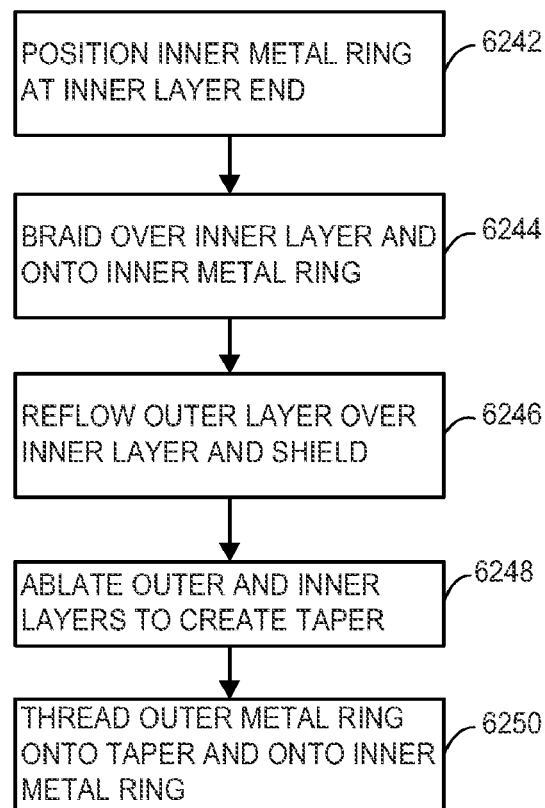 POSITION INNER METAL RING
AT INNER LAYER END
6242
BRAID OVER INNER LAYER AND
ONTO INNER METAL RING
6244
REFLOW OUTER LAYER OVER
INNER LAYER AND SHIELD
6246
ABLATE OUTER AND INNER
LAYERS TO CREATE TAPER
6248
THREAD OUTER METAL RING
ONTO TAPER AND ONTO INNER
METAL RING
6250